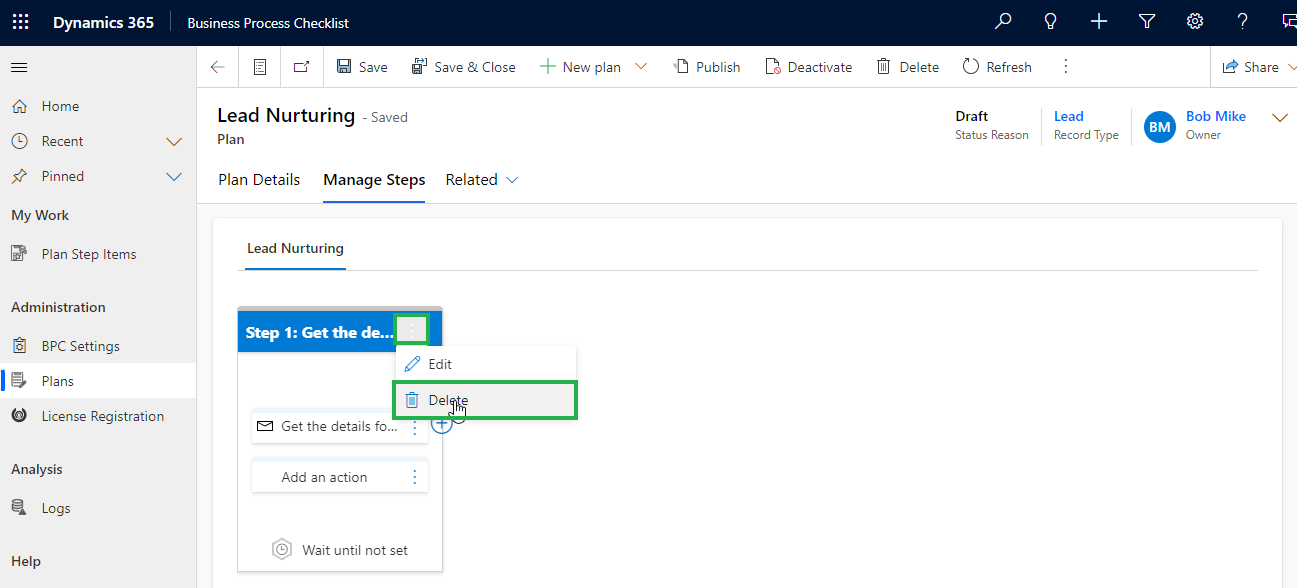 Dynamics 365 Business Process Checklist
Save Save & Close New plan Publish Deactivate Delete Refresh Share
Home
Recent
Pinned
My Work
Plan Step Items
Administration
BPC Settings
Plans
License Registration
Analysis
Logs
Help
Lead Nurturing - Saved
Plan
Draft
Status Reason
Lead
Record Type
BM
Bob Mike
Owner
Plan Details Manage Steps Related
Lead Nurturing
Step 1: Get the de...
Edit
Delete
Get the details fo...
Add an action
Wait until not set